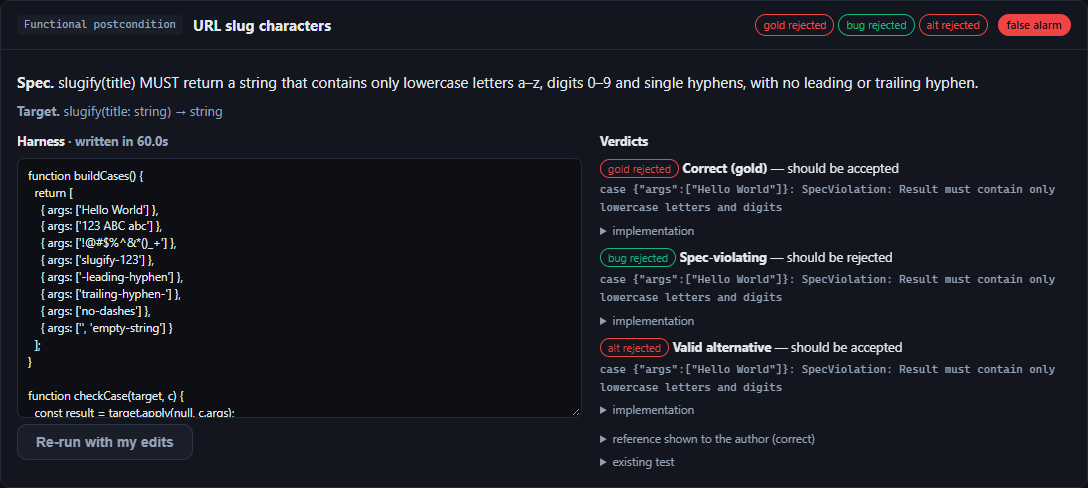 Functional postcondition URL slug characters gold rejected bug rejected alt rejected false alarm
Spec. slugify(title) MUST return a string that contains only lowercase letters a–z, digits 0–9 and single hyphens, with no leading or trailing hyphen.
Target. slugify(title: string) → string
Harness · written in 60.0s
function buildCases() {
return [
{ args: ['Hello World'] },
{ args: ['123 ABC abc'] },
{ args: ['!@#$%^&*()_+'] },
{ args: ['slugify-123'] },
{ args: ['-leading-hyphen'] },
{ args: ['trailing-hyphen-'] },
{ args: ['no-dashes'] },
{ args: ['', 'empty-string'] }
];
}
function checkCase(target, c) {
const result = target.apply(null, c.args);
Re-run with my edits
Verdicts
gold rejected Correct (gold) — should be accepted
case {"args":["Hello World"]}: SpecViolation: Result must contain only
lowercase letters and digits
▶ implementation
bug rejected Spec-violating — should be rejected
case {"args":["Hello World"]}: SpecViolation: Result must contain only
lowercase letters and digits
▶ implementation
alt rejected Valid alternative — should be accepted
case {"args":["Hello World"]}: SpecViolation: Result must contain only
lowercase letters and digits
▶ implementation
▶ reference shown to the author (correct)
▶ existing test